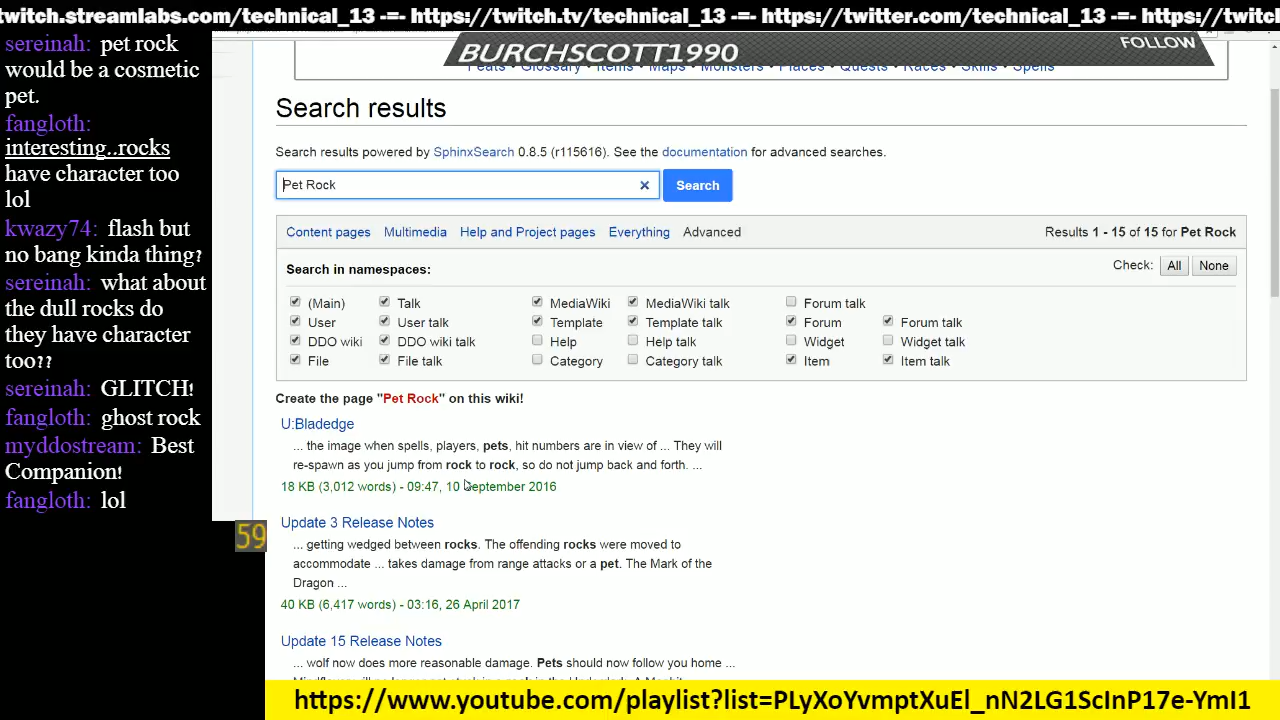 twitch.streamlabs.com/technical_13 -=- https://twitch.tv/technical_13 -=- https://twitter.com/technical_13 -=- https://twitc
sereinah: pet rock
would be a cosmetic
pet.
fangloth:
interesting..rocks
have character too
lol
kwazy74: flash but
no bang kinda thing?
sereinah: what about
the dull rocks do
they have character
too??
sereinah: GLITCH!
fangloth: ghost rock
myddostream: Best
Companion!
fangloth: lol
59
BURCHSCOTT1990
FOLLOW
Feats • Glossary • Items • Maps • Monsters • Places • Quests • Races • Skills • Spells
Search results
Search results powered by SphinxSearch 0.8.5 (r115616). See the documentation for advanced searches.
Pet Rock
×
Search
Content pages Multimedia Help and Project pages Everything Advanced Results 1 - 15 of 15 for Pet Rock
Search in namespaces: Check: All None
(Main) Talk MediaWiki MediaWiki talk Forum talk
User User talk Template Template talk Forum Forum talk
DDO wiki DDO wiki talk Help Help talk Widget Widget talk
File File talk Category Category talk Item Item talk
Create the page "Pet Rock" on this wiki!
U:Bladedge
... the image when spells, players, pets, hit numbers are in view of ... They will
re-spawn as you jump from rock to rock, so do not jump back and forth. ...
18 KB (3,012 words) - 09:47, 10 September 2016
Update 3 Release Notes
... getting wedged between rocks. The offending rocks were moved to
accommodate ... takes damage from range attacks or a pet. The Mark of the
Dragon ...
40 KB (6,417 words) - 03:16, 26 April 2017
Update 15 Release Notes
... wolf now does more reasonable damage. Pets should now follow you home ...
https://www.youtube.com/playlist?list=PLyXoYvmptXuEl_nN2LG1ScInP17e-YmI1